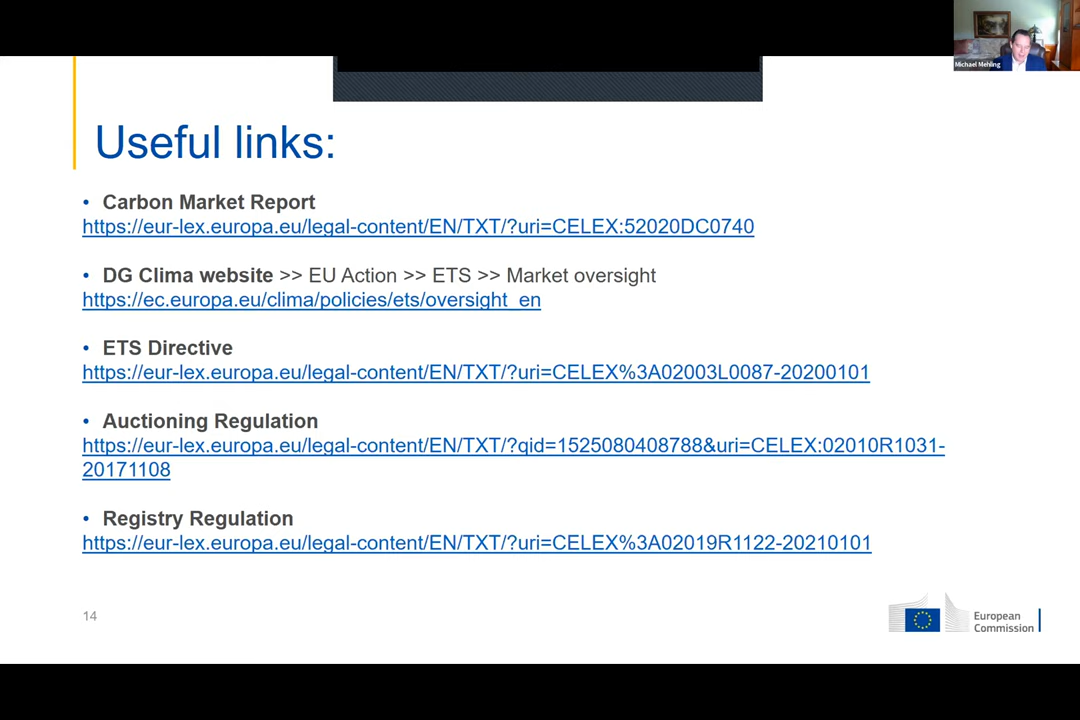 Michael Mehling
Useful links:
• Carbon Market Report
https://eur-lex.europa.eu/legal-content/EN/TXT/?uri=CELEX:52020DC0740
• DG Clima website >> EU Action >> ETS >> Market oversight
https://ec.europa.eu/clima/policies/ets/oversight_en
• ETS Directive
https://eur-lex.europa.eu/legal-content/EN/TXT/?uri=CELEX%3A02003L0087-20200101
• Auctioning Regulation
https://eur-lex.europa.eu/legal-content/EN/TXT/?qid=1525080408788&uri=CELEX:02010R1031-
20171108
• Registry Regulation
https://eur-lex.europa.eu/legal-content/EN/TXT/?uri=CELEX%3A02019R1122-20210101
14
European
Commission